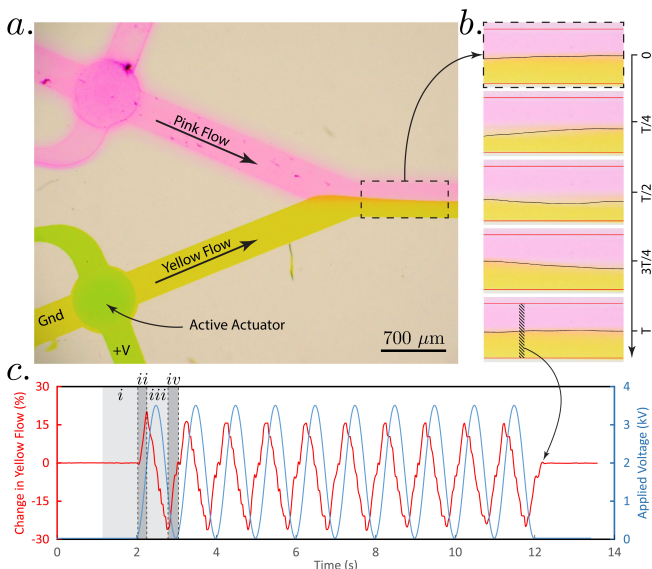 a.
Pink Flow
Yellow Flow
Gnd
+V
Active Actuator
700 μm
b.
0
T/4
T/2
3T/4
T
c.
i
ii
iii
iv
Change in Yellow Flow (%)
30
15
0
-15
-30
Applied Voltage (kV)
4
3
2
1
0
0 2 4 6 8 10 12 14
Time (s)